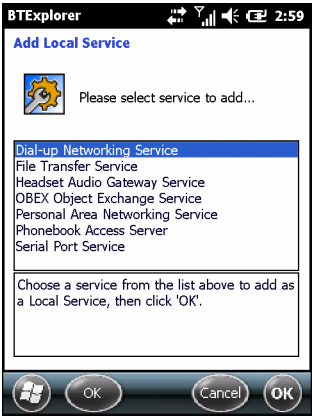 BTExplorer 2:59
Add Local Service
Please select service to add...
Dial-up Networking Service
File Transfer Service
Headset Audio Gateway Service
OBEX Object Exchange Service
Personal Area Networking Service
Phonebook Access Server
Serial Port Service
Choose a service from the list above to add as
a Local Service, then click 'OK'.
OK Cancel OK